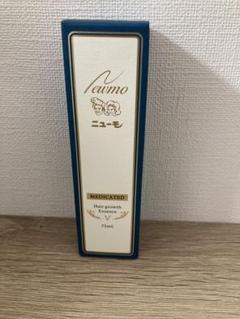 Newmo
ニューモ
MEDICATED
Hair growth
Essence
V
75mL